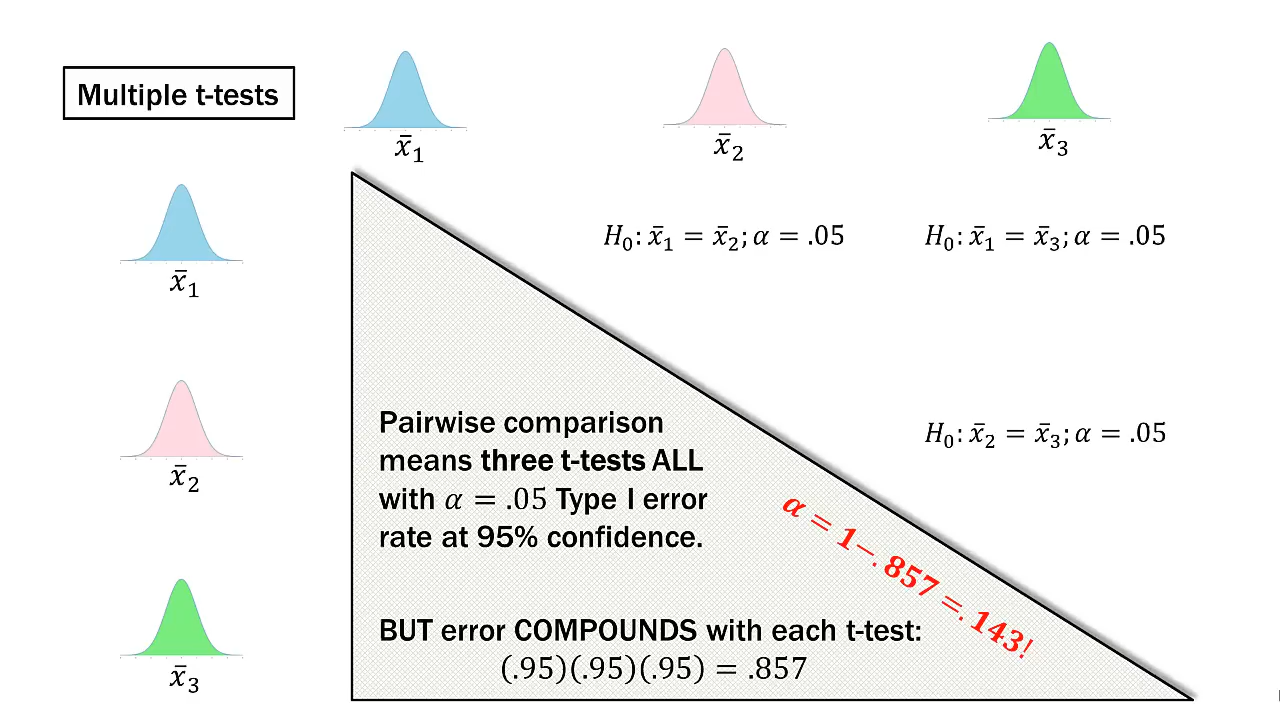 Multiple t-tests
x̄₁
x̄₂
x̄₃
x̄₁
H₀: x̄₁ = x̄₂; α = .05
H₀: x̄₁ = x̄₃; α = .05
x̄₂
H₀: x̄₂ = x̄₃; α = .05
Pairwise comparison
means three t-tests ALL
with α = .05 Type I error
rate at 95% confidence.
α = 1−.857 =.143!
BUT error COMPOUNDS with each t-test:
(.95)(.95)(.95) = .857
x̄₃